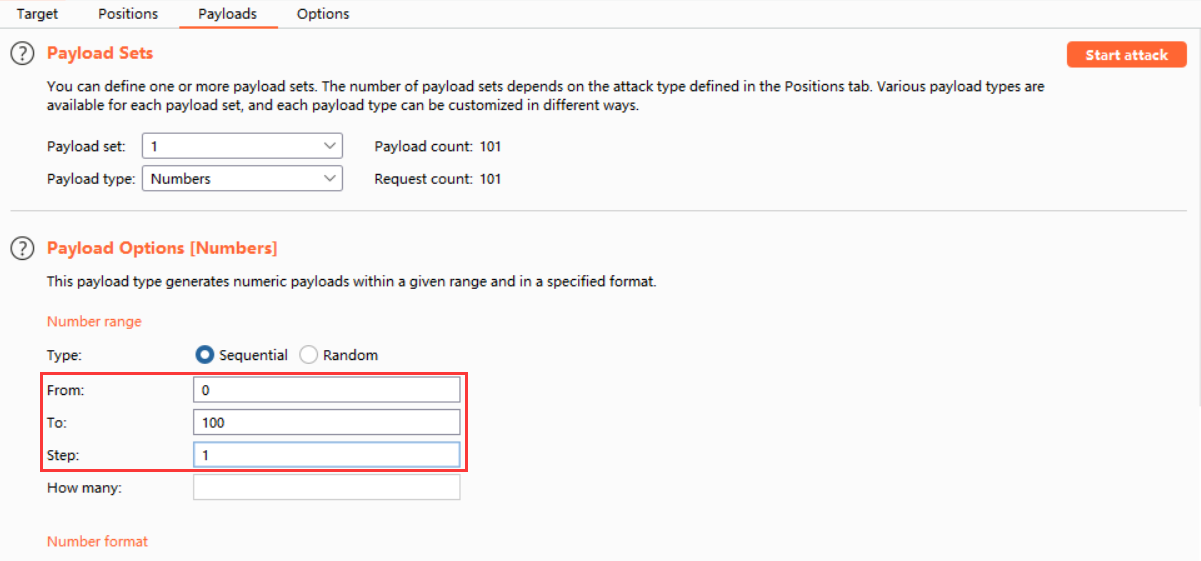 Target Positions Payloads Options
? Payload Sets Start attack
You can define one or more payload sets. The number of payload sets depends on the attack type defined in the Positions tab. Various payload types are
available for each payload set, and each payload type can be customized in different ways.
Payload set: 1 Payload count: 101
Payload type: Numbers Request count: 101
? Payload Options [Numbers]
This payload type generates numeric payloads within a given range and in a specified format.
Number range
Type: Sequential Random
From: 0
To: 100
Step: 1
How many:
Number format